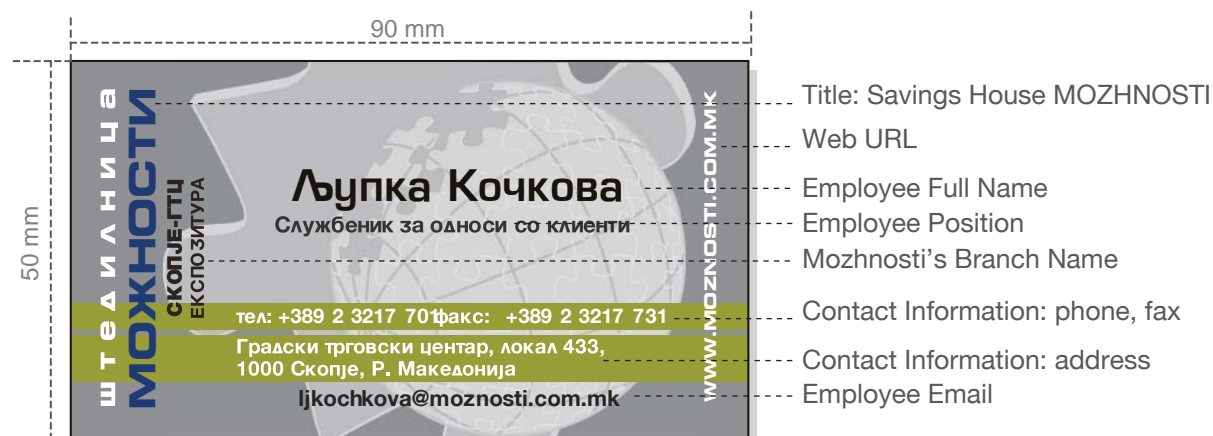 90 mm
50 mm
штедилница
МОЖНОСТИ
СКОПЈЕ-ГТЦ
ЕКСПОЗИТУРА
Љупка Кочкова
Службеник за односи со клиенти
тел: +389 2 3217 701факс: +389 2 3217 731
Градски трговски центар, локал 433,
1000 Скопје, Р. Македонија
ljkochkova@moznosti.com.mk
WWW.MOZNOSTI.COM.MK
Title: Savings House MOZHNOSTI
Web URL
Employee Full Name
Employee Position
Mozhnosti's Branch Name
Contact Information: phone, fax
Contact Information: address
Employee Email